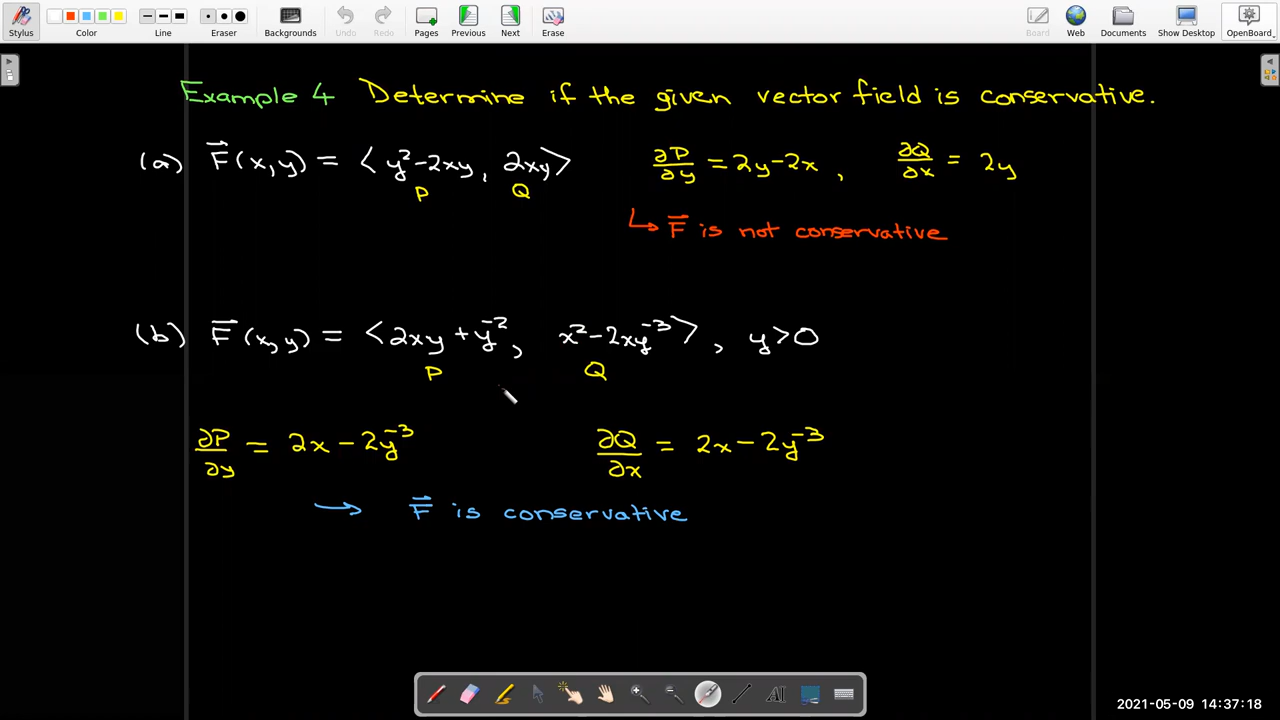 Stylus Color Line Eraser Backgrounds Undo Redo Pages Previous Next Erase Board Web Documents Show Desktop OpenBoard
Example 4 Determine if the given vector field is conservative.
(a) F⃗(x,y) = ⟨y²-2xy, 2xy⟩ ∂P/∂y = 2y-2x, ∂Q/∂x = 2y
P Q
↳ F⃗ is not conservative
(b) F⃗(x,y) = ⟨2xy + y⁻², x²-2xy⁻³⟩, y>0
P Q
∂P/∂y = 2x - 2y⁻³ ∂Q/∂x = 2x - 2y⁻³
→ F⃗ is conservative
AI
2021-05-09 14:37:18